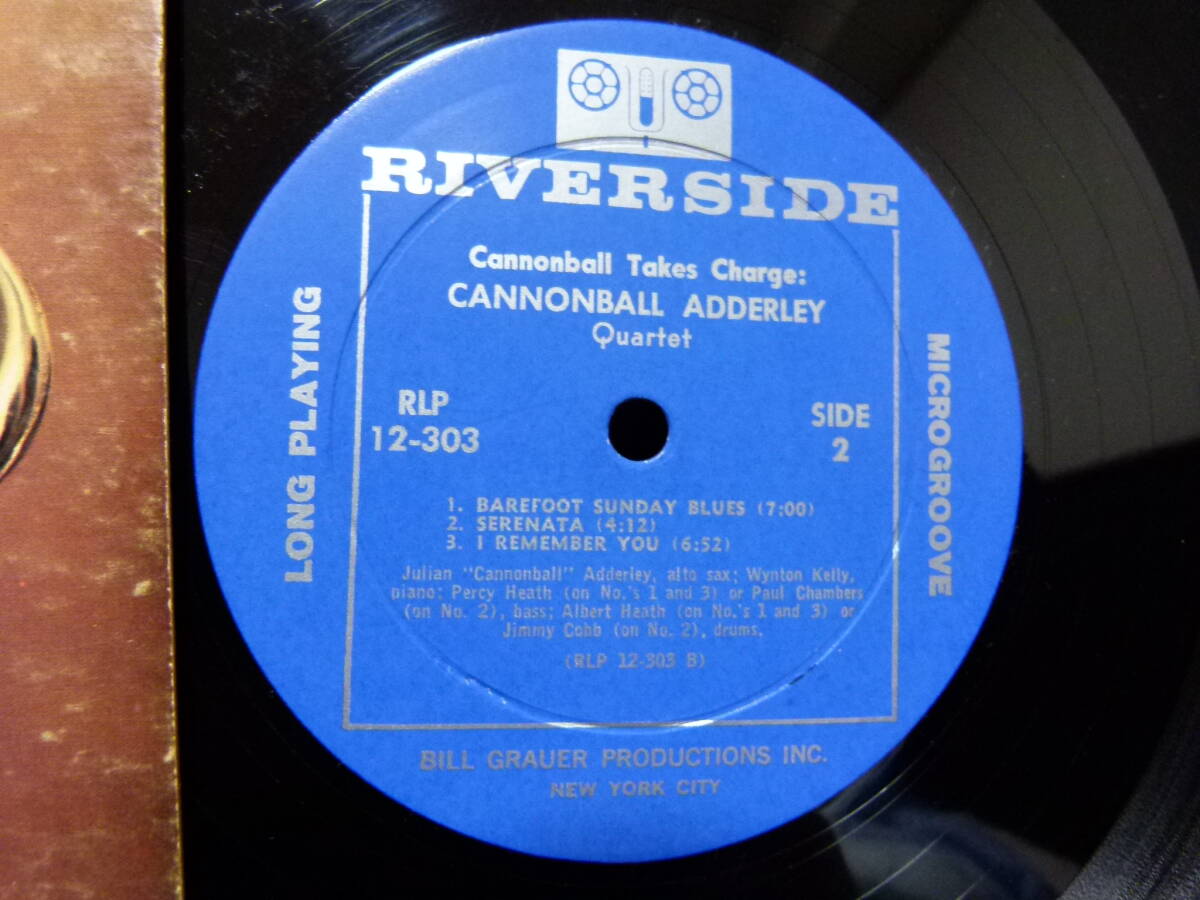 RIVERSIDE
Cannonball Takes Charge:
CANNONBALL ADDERLEY
Quartet
LONG PLAYING
RLP
12-303
SIDE
2
MICROGROOVE
1. BAREFOOT SUNDAY BLUES (7:00)
2. SERENATA (4:12)
3. I REMEMBER YOU (6:52)
Julian "Cannonball" Adderley, alto sax; Wynton Kelly,
piano; Percy Heath (on No.'s 1 and 3) or Paul Chambers
(on No. 2), bass; Albert Heath (on No.'s 1 and 3) or
Jimmy Cobb (on No. 2), drums.
(RLP 12-303 B)
BILL GRAUER PRODUCTIONS INC.
NEW YORK CITY